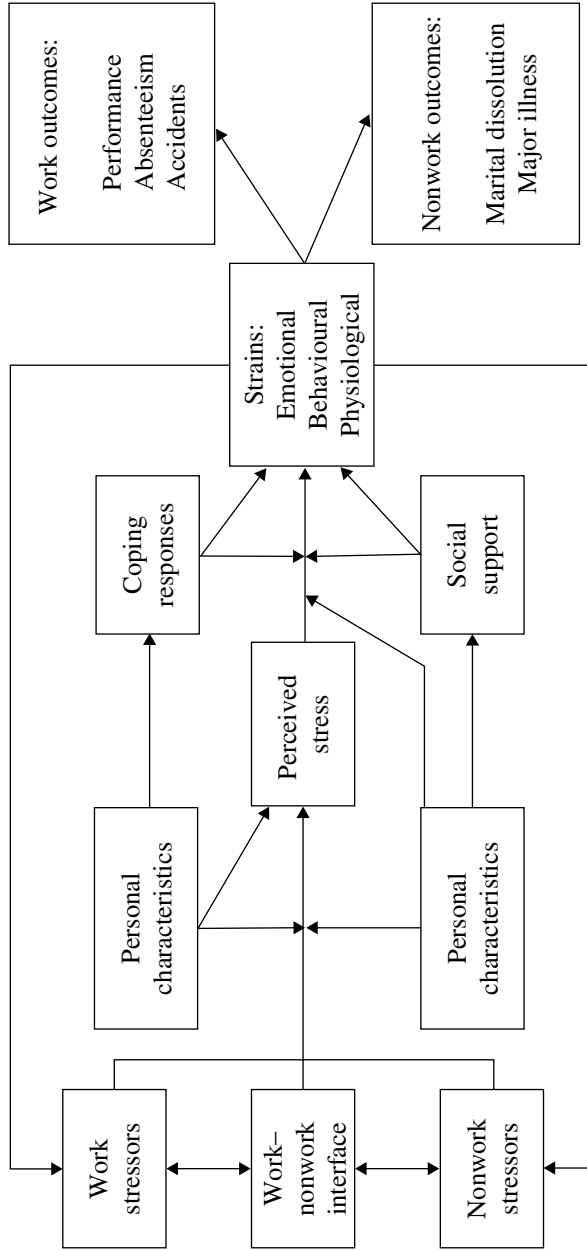 Work
stressors
Work–
nonwork
interface
Nonwork
stressors
Personal
characteristics
Personal
characteristics
Perceived
stress
Coping
responses
Social
support
Strains:
Emotional
Behavioural
Physiological
Work outcomes:
Performance
Absenteeism
Accidents
Nonwork outcomes:
Marital dissolution
Major illness